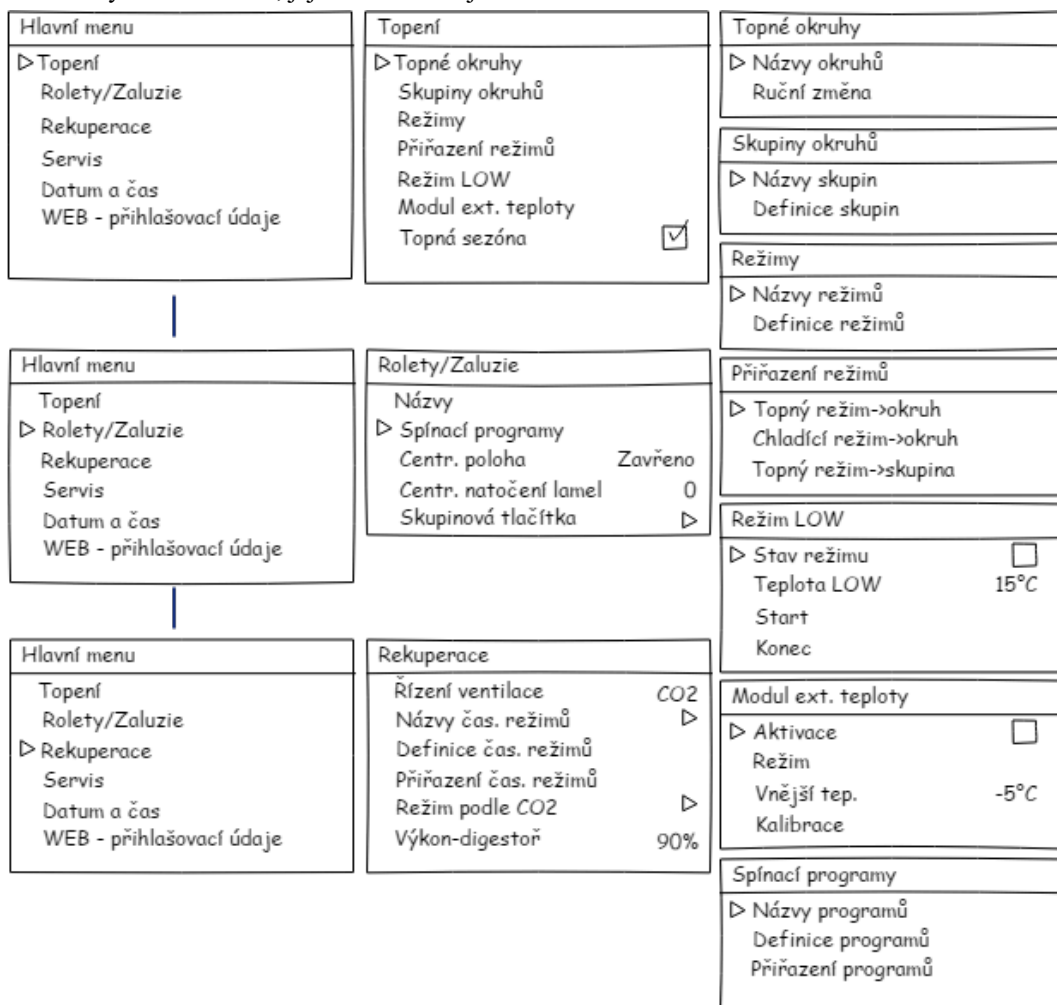 Hlavní menu
Topení
Rolety/Zaluzie
Rekuperace
Servis
Datum a čas
WEB - přihlašovací údaje
Topení
Topné okruhy
Skupiny okruhů
Režimy
Přiřazení režimů
Režim LOW
Modul ext. teploty
Topná sezóna
Topné okruhy
Názvy okruhů
Ruční změna
Skupiny okruhů
Názvy skupin
Definice skupin
Režimy
Názvy režimů
Definice režimů
Hlavní menu
Topení
Rolety/Zaluzie
Rekuperace
Servis
Datum a čas
WEB - přihlašovací údaje
Rolety/Zaluzie
Názvy
Spínací programy
Centr. poloha Zavřeno
Centr. natočení lamel 0
Skupinová tlačítka
Přiřazení režimů
Topný režim->okruh
Chladící režim->okruh
Topný režim->skupina
Režim LOW
Stav režimu
Teplota LOW 15°C
Start
Konec
Hlavní menu
Topení
Rolety/Zaluzie
Rekuperace
Servis
Datum a čas
WEB - přihlašovací údaje
Rekuperace
Řízení ventilace CO2
Názvy čas. režimů
Definice čas. režimů
Přiřazení čas. režimů
Režim podle CO2
Výkon-digestoř 90%
Modul ext. teploty
Aktivace
Režim
Vnější tep. -5°C
Kalibrace
Spínací programy
Názvy programů
Definice programů
Přiřazení programů